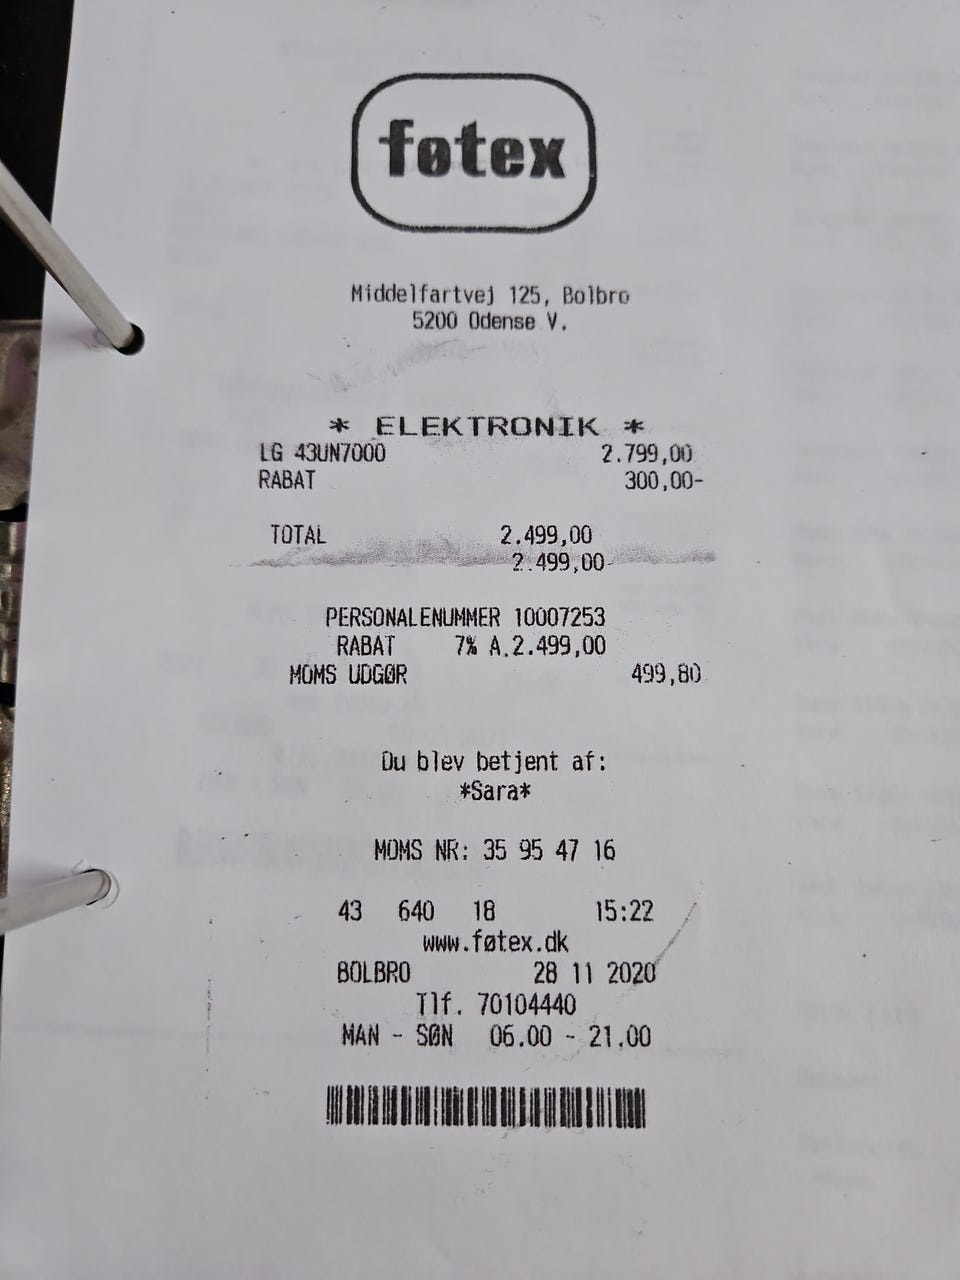 føtex
Middelfartvej 125, Bolbro
5200 Odense V.
* ELEKTRONIK *
LG 43UN7000 2.799,00
RABAT 300,00-
TOTAL 2.499,00
2.499,00-
PERSONALENUMMER 10007253
RABAT 7% A.2.499,00
MOMS UDGØR 499,80
Du blev betjent af:
*Sara*
MOMS NR: 35 95 47 16
43 640 18 15:22
www.føtex.dk
BOLBRO 28 11 2020
Tlf. 70104440
MAN - SØN 06.00 - 21.00